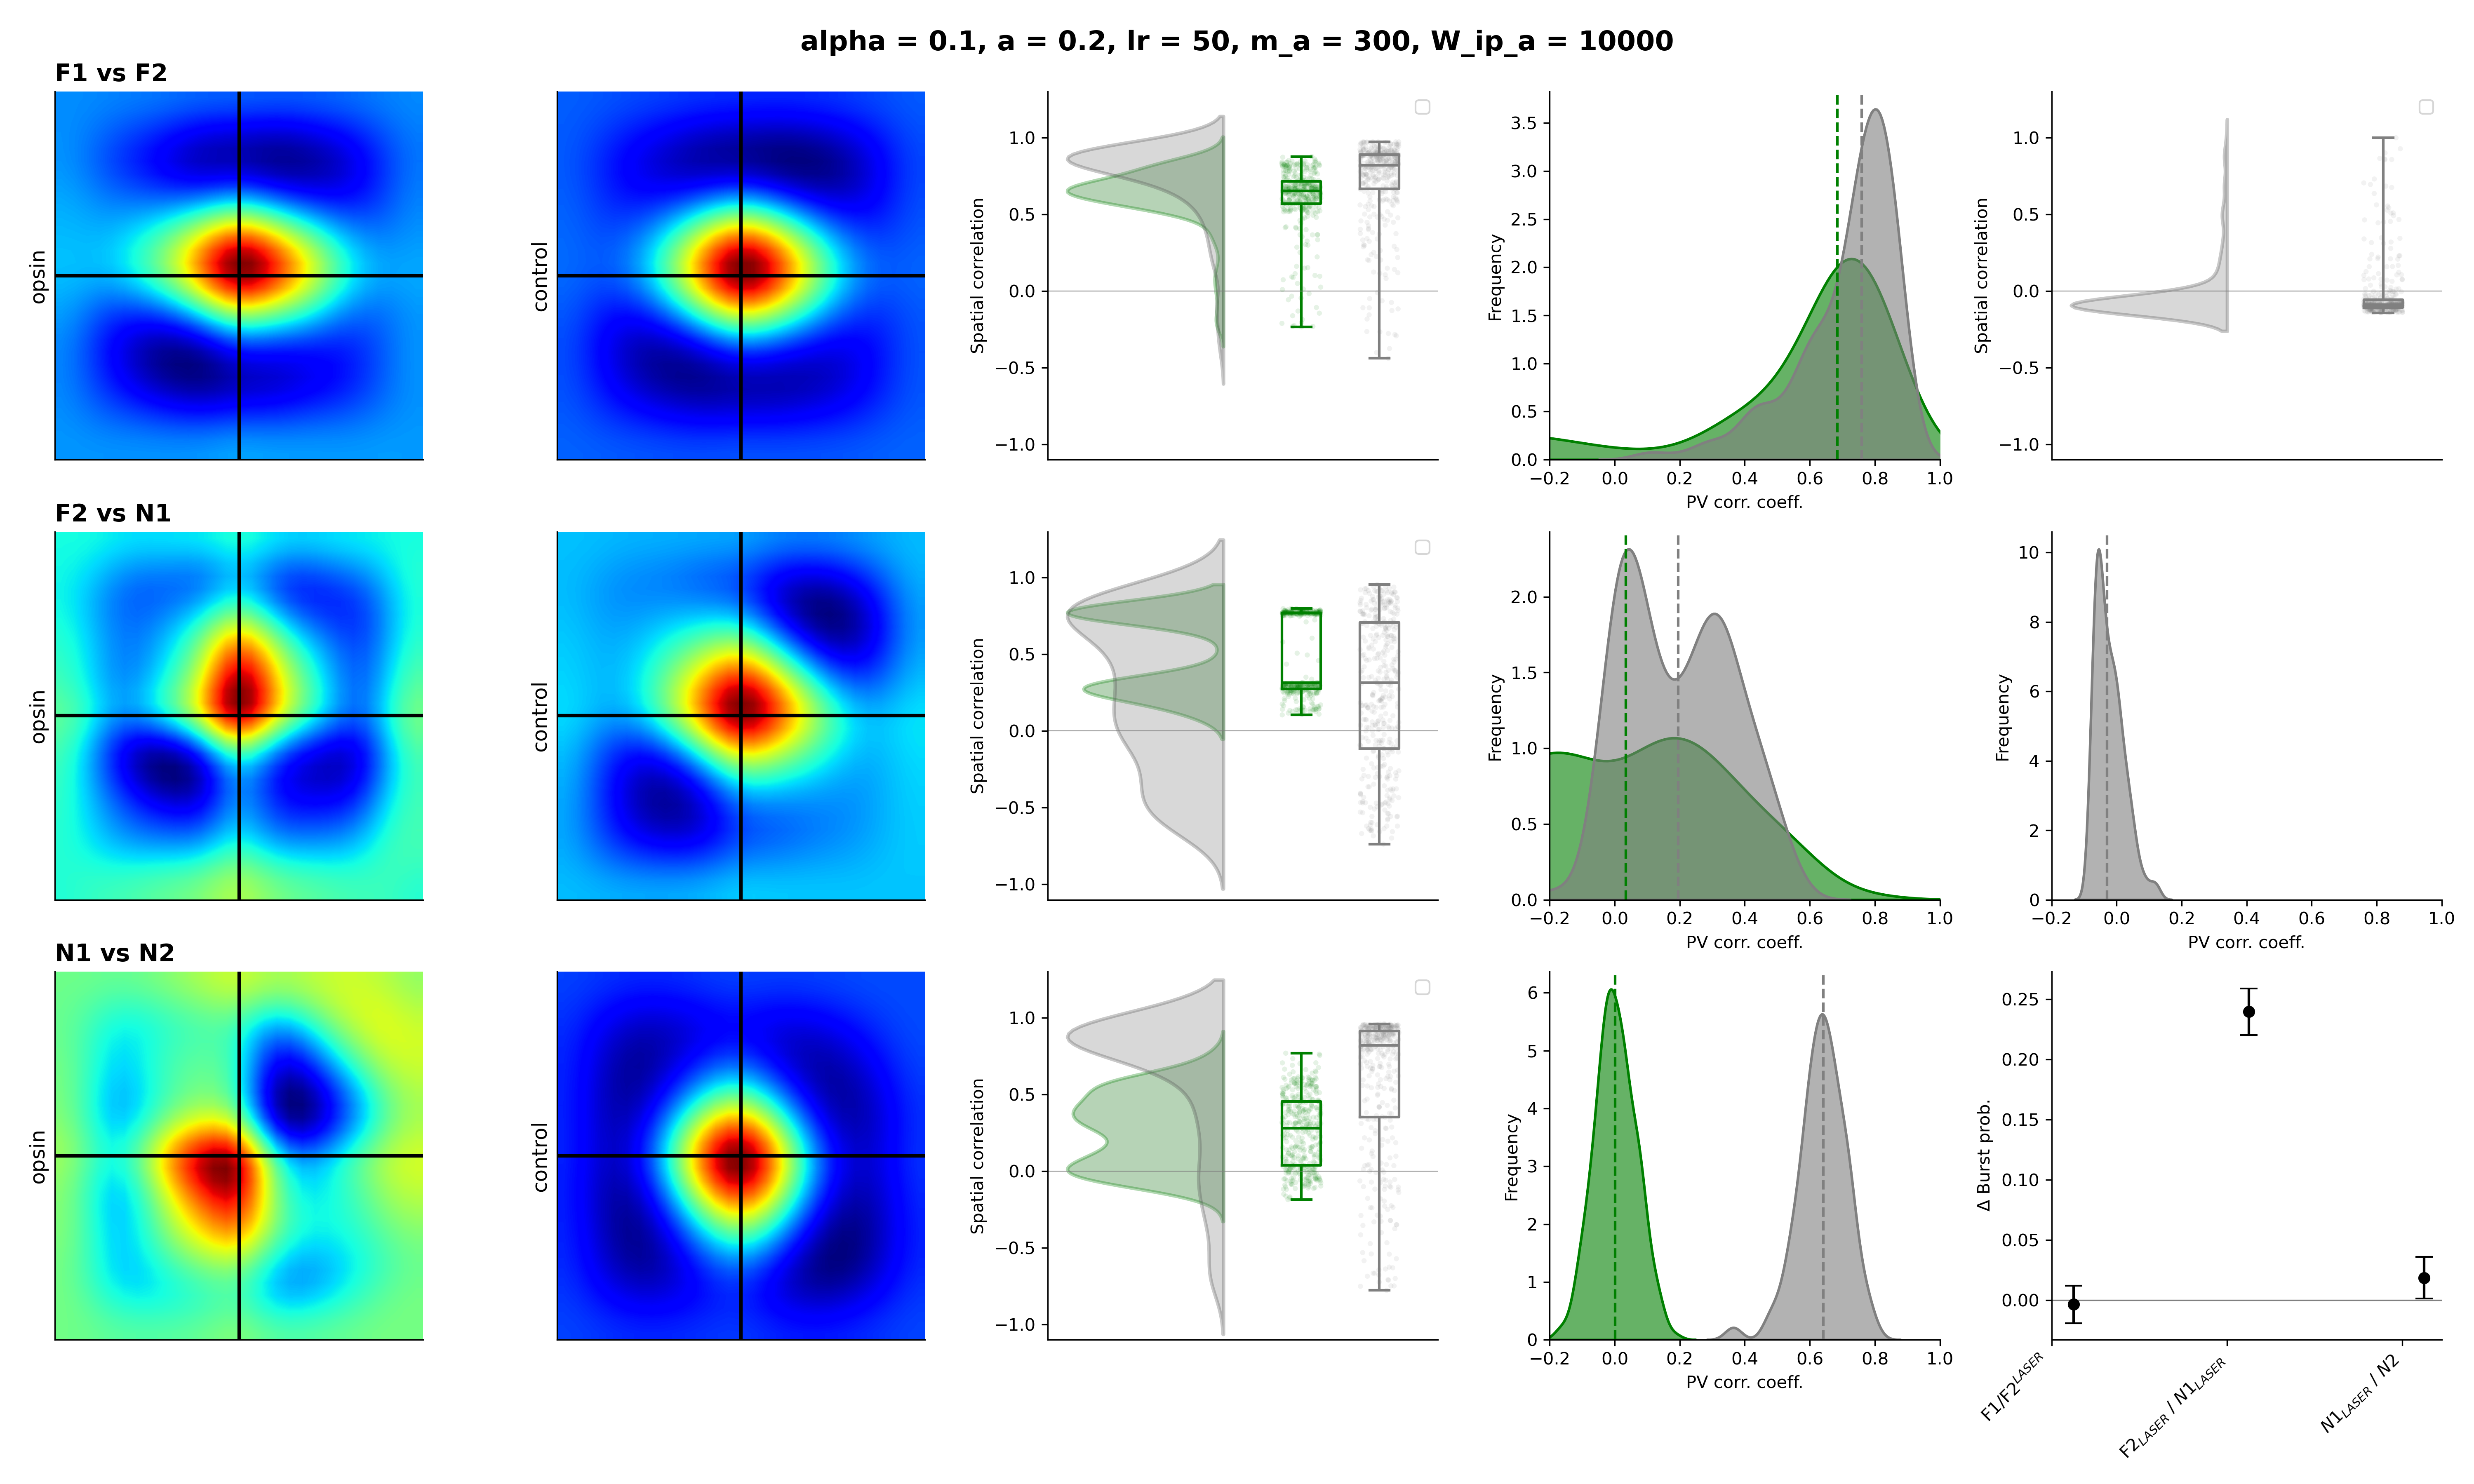 alpha = 0.1, a = 0.2, lr = 50, m_a = 300, W_ip_a = 10000
F1 vs F2
opsin
control
Spatial correlation
1.0
0.5
0.0
−0.5
−1.0
Frequency
3.5
3.0
2.5
2.0
1.5
1.0
0.5
0.0
−0.2 0.0 0.2 0.4 0.6 0.8 1.0
PV corr. coeff.
Spatial correlation
1.0
0.5
0.0
−0.5
−1.0
F2 vs N1
opsin
control
Spatial correlation
1.0
0.5
0.0
−0.5
−1.0
Frequency
2.0
1.5
1.0
0.5
0.0
−0.2 0.0 0.2 0.4 0.6 0.8 1.0
PV corr. coeff.
Frequency
10
8
6
4
2
0
−0.2 0.0 0.2 0.4 0.6 0.8 1.0
PV corr. coeff.
N1 vs N2
opsin
control
Spatial correlation
1.0
0.5
0.0
−0.5
−1.0
Frequency
6
5
4
3
2
1
0
−0.2 0.0 0.2 0.4 0.6 0.8 1.0
PV corr. coeff.
Δ Burst prob.
0.25
0.20
0.15
0.10
0.05
0.00
F1/F2^LASER
F2_LASER / N1_LASER
N1_LASER / N2